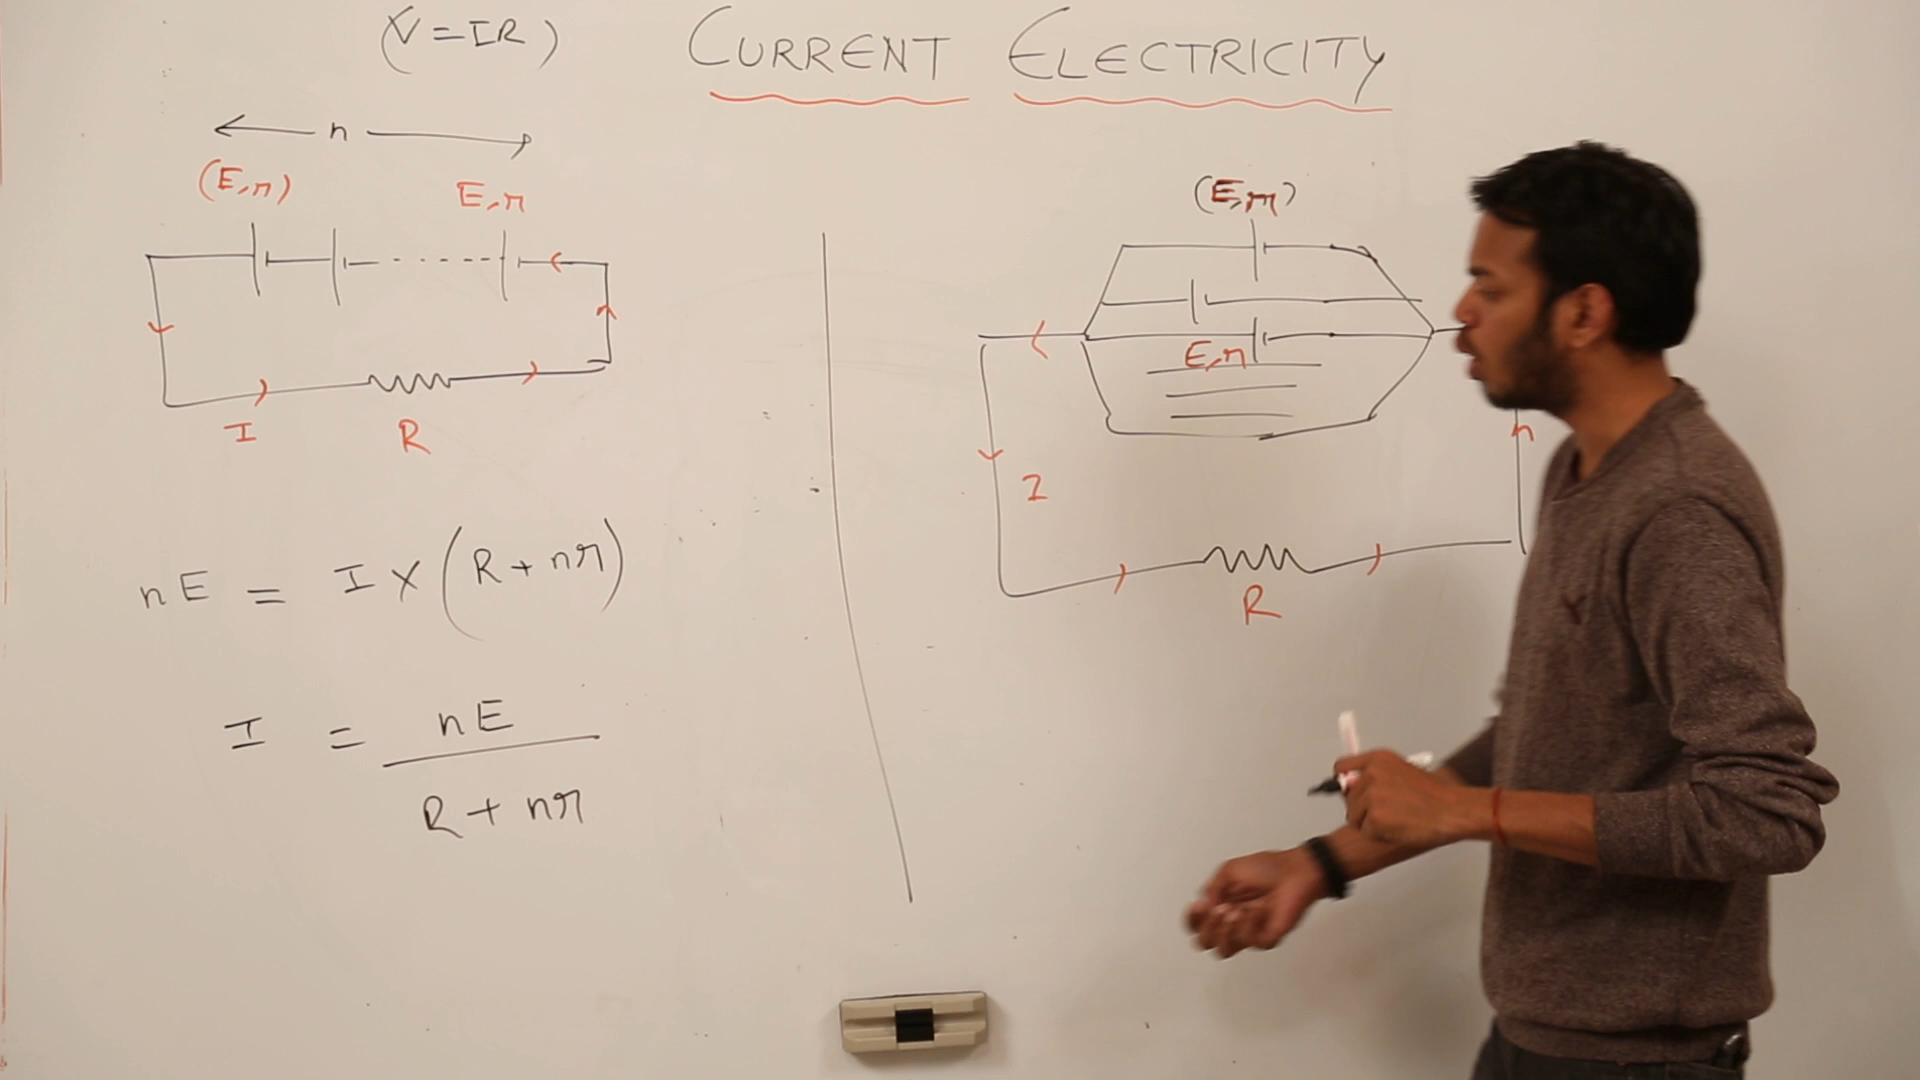 (V=IR)
CURRENT ELECTRICITY
n
(E,r)
E,r
I
R
nE = I×(R+nr)
I = nE
R+nr
(E,r)
E,r
I
R